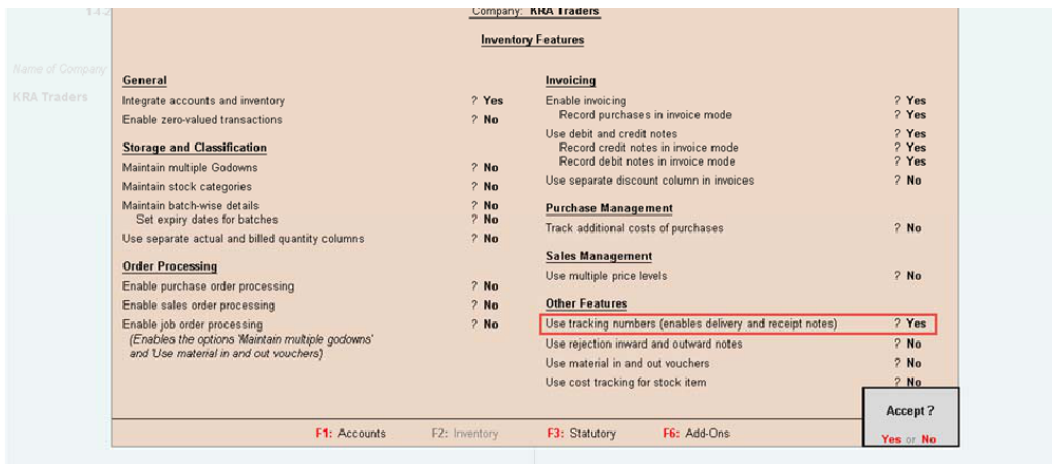 Company: KRA Traders
Inventory Features
Name of Company
KRA Traders
General
Integrate accounts and inventory ? Yes
Enable zero-valued transactions ? No
Storage and Classification
Maintain multiple Godowns ? No
Maintain stock categories ? No
Maintain batch-wise details ? No
Set expiry dates for batches ? No
Use separate actual and billed quantity columns ? No
Order Processing
Enable purchase order processing ? No
Enable sales order processing ? No
Enable job order processing ? No
(Enables the options 'Maintain multiple godowns'
and 'Use material in and out vouchers)
Invoicing
Enable invoicing ? Yes
Record purchases in invoice mode ? Yes
Use debit and credit notes ? Yes
Record credit notes in invoice mode ? Yes
Record debit notes in invoice mode ? Yes
Use separate discount column in invoices ? No
Purchase Management
Track additional costs of purchases ? No
Sales Management
Use multiple price levels ? No
Other Features
Use tracking numbers (enables delivery and receipt notes) ? Yes
Use rejection inward and outward notes ? No
Use material in and out vouchers ? No
Use cost tracking for stock item ? No
Accept ?
Yes or No
F1: Accounts F2: Inventory F3: Statutory F6: Add-Ons